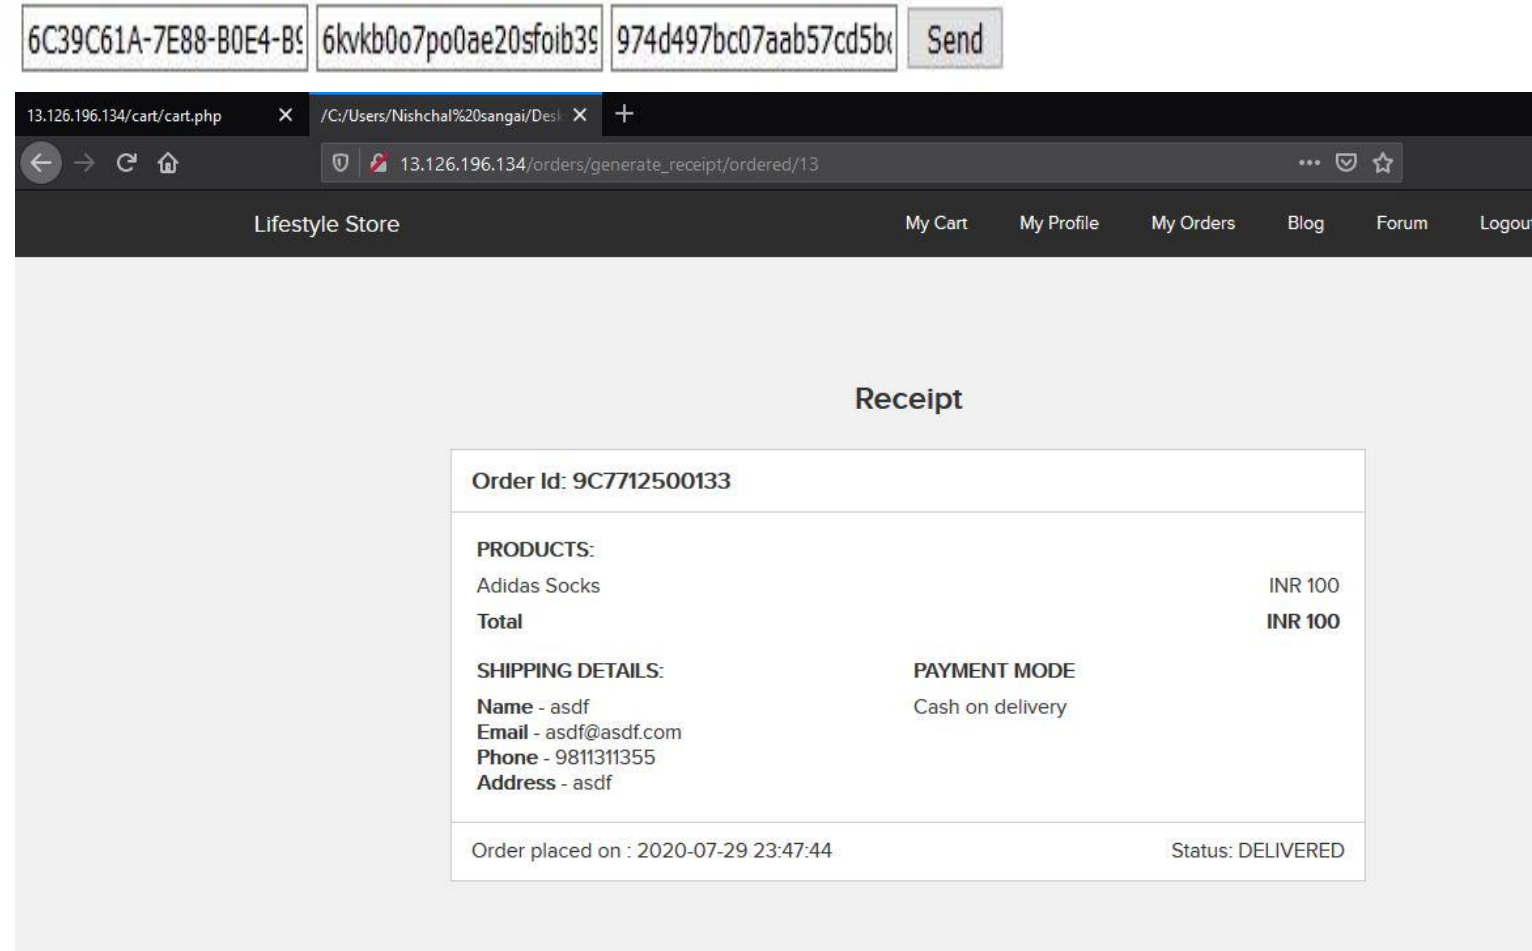 6C39C61A-7E88-B0E4-B9 6kvkb0o7po0ae20sfoib39 974d497bc07aab57cd5b Send
13.126.196.134/cart/cart.php /C:/Users/Nishchal%20sangai/Desk
13.126.196.134/orders/generate_receipt/ordered/13
Lifestyle Store My Cart My Profile My Orders Blog Forum Logou
Receipt
Order Id: 9C7712500133
PRODUCTS:
Adidas Socks INR 100
Total INR 100
SHIPPING DETAILS: PAYMENT MODE
Name - asdf Cash on delivery
Email - asdf@asdf.com
Phone - 9811311355
Address - asdf
Order placed on : 2020-07-29 23:47:44 Status: DELIVERED